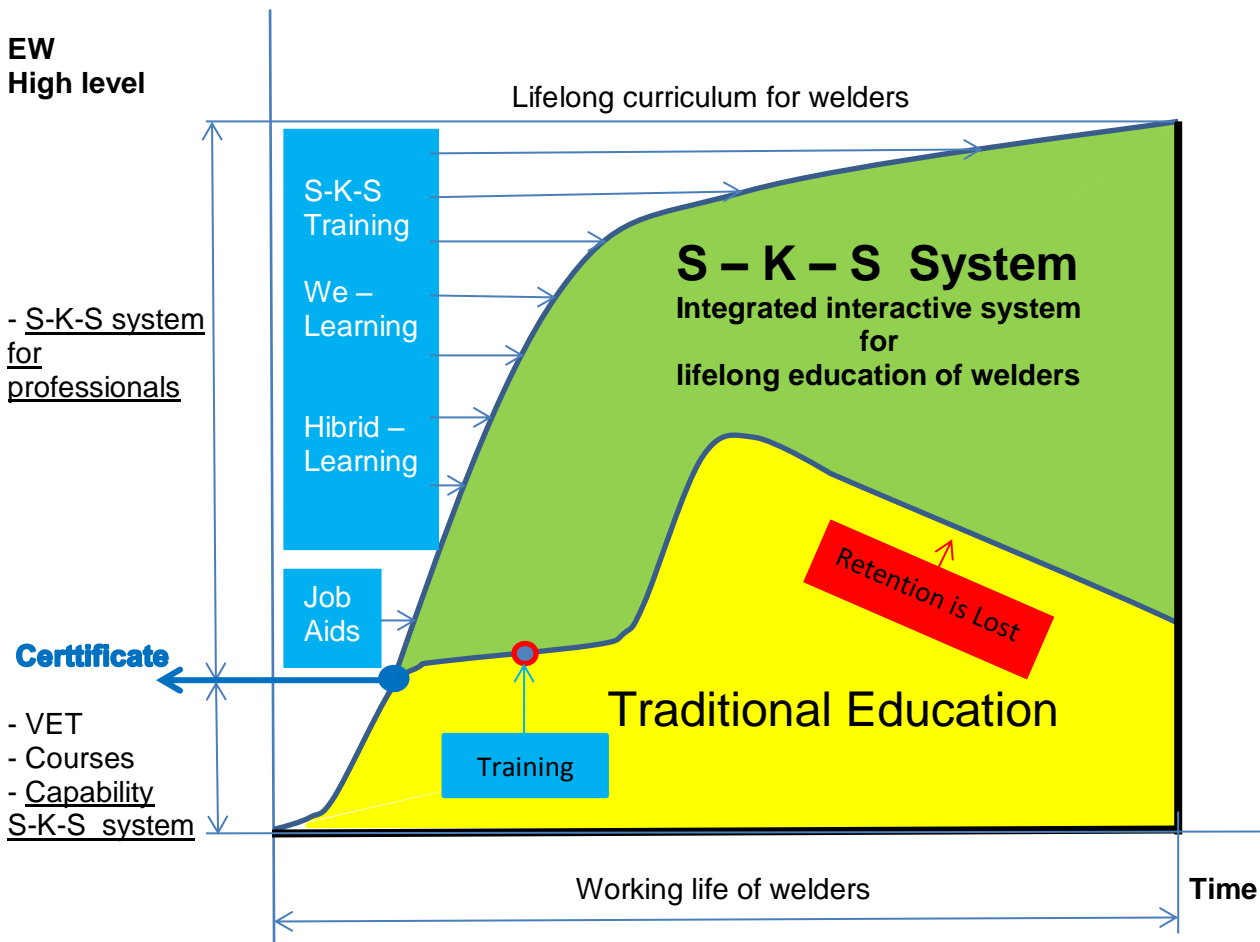 EW
High level
Lifelong curriculum for welders
S-K-S
Training
We –
Learning
Hibrid –
Learning
S – K – S System
Integrated interactive system
for
lifelong education of welders
- S-K-S system
for
professionals
Retention is Lost
Job
Aids
Certtificate
- VET
- Courses
- Capability
S-K-S system
Traditional Education
Training
Working life of welders
Time